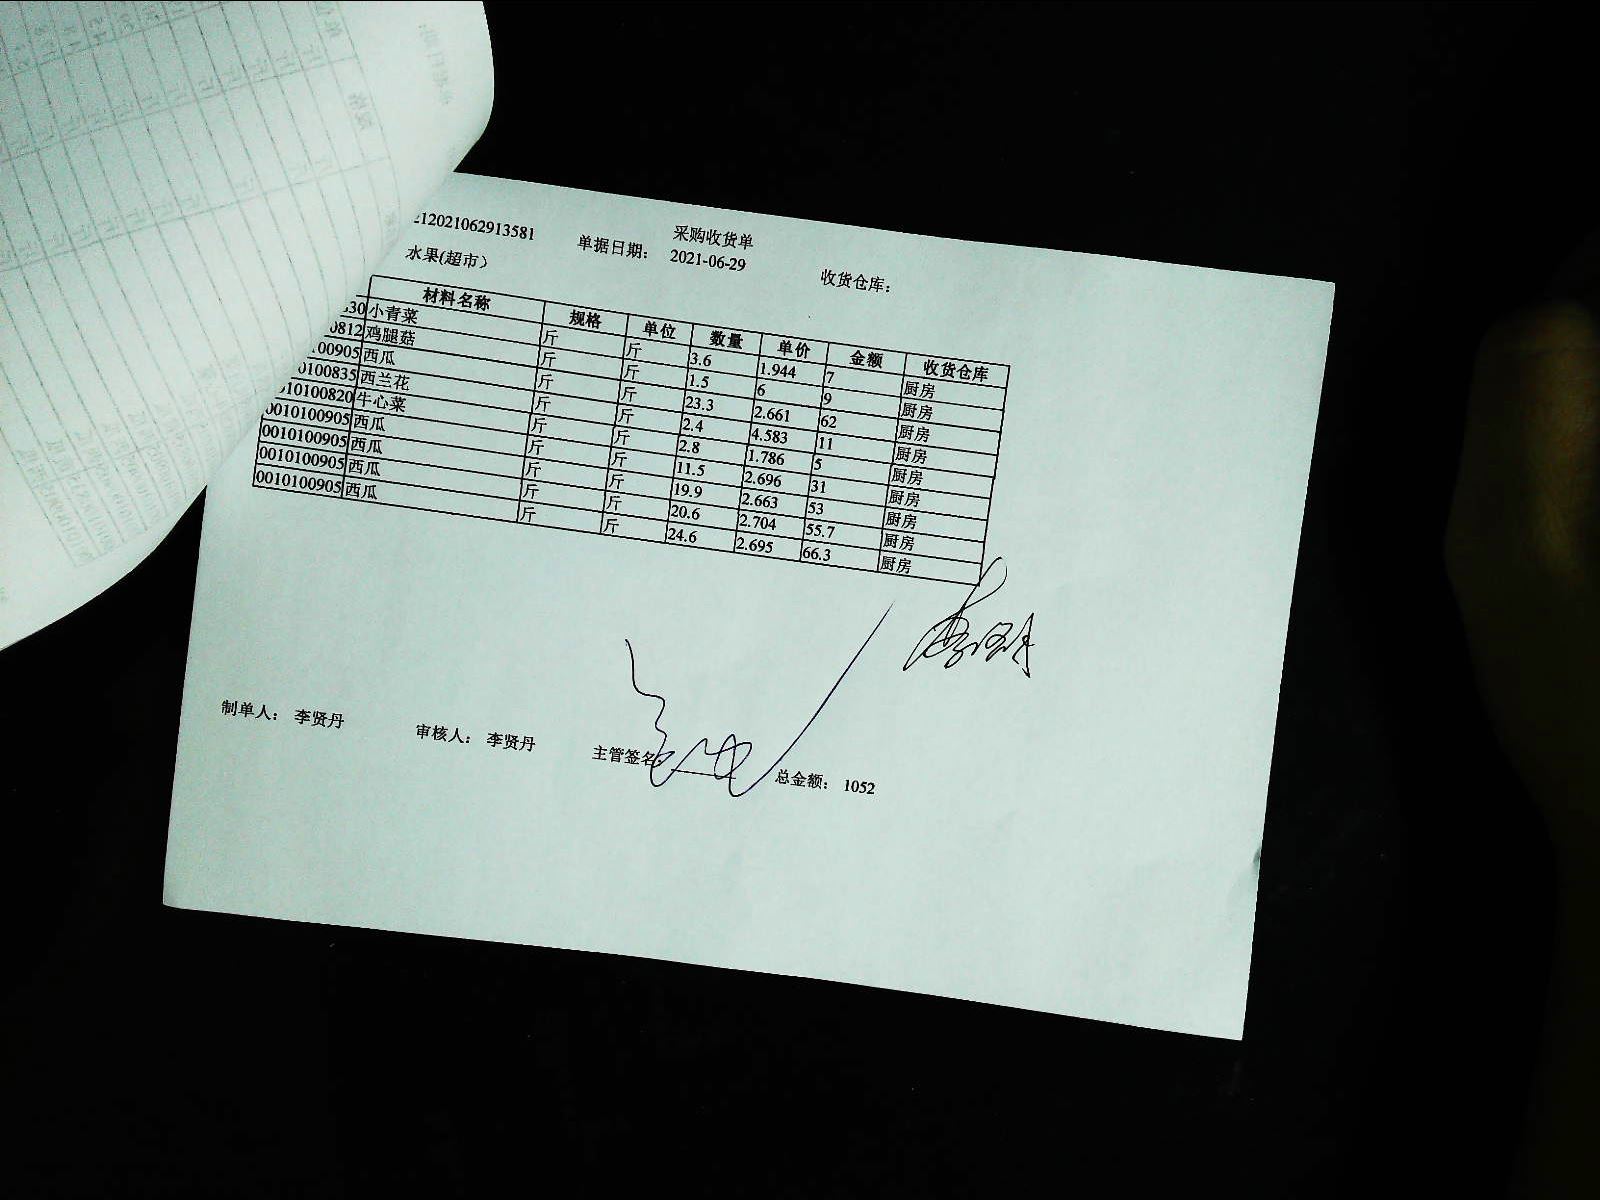 采购收货单
212021062913581 单据日期： 2021-06-29 收货仓库：
水果(超市）
材料名称 规格 单位 数量 单价 金额 收货仓库
30 小青菜 斤 斤 3.6 1.944 7 厨房
0812 鸡腿菇 斤 斤 1.5 6 9 厨房
100905 西瓜 斤 斤 23.3 2.661 62 厨房
0100835 西兰花 斤 斤 2.4 4.583 11 厨房
010100820 牛心菜 斤 斤 2.8 1.786 5 厨房
0010100905 西瓜 斤 斤 11.5 2.696 31 厨房
0010100905 西瓜 斤 斤 19.9 2.663 53 厨房
0010100905 西瓜 斤 斤 20.6 2.704 55.7 厨房
0010100905 西瓜 斤 斤 24.6 2.695 66.3 厨房
制单人： 李贤丹 审核人： 李贤丹 主管签名: 总金额： 1052